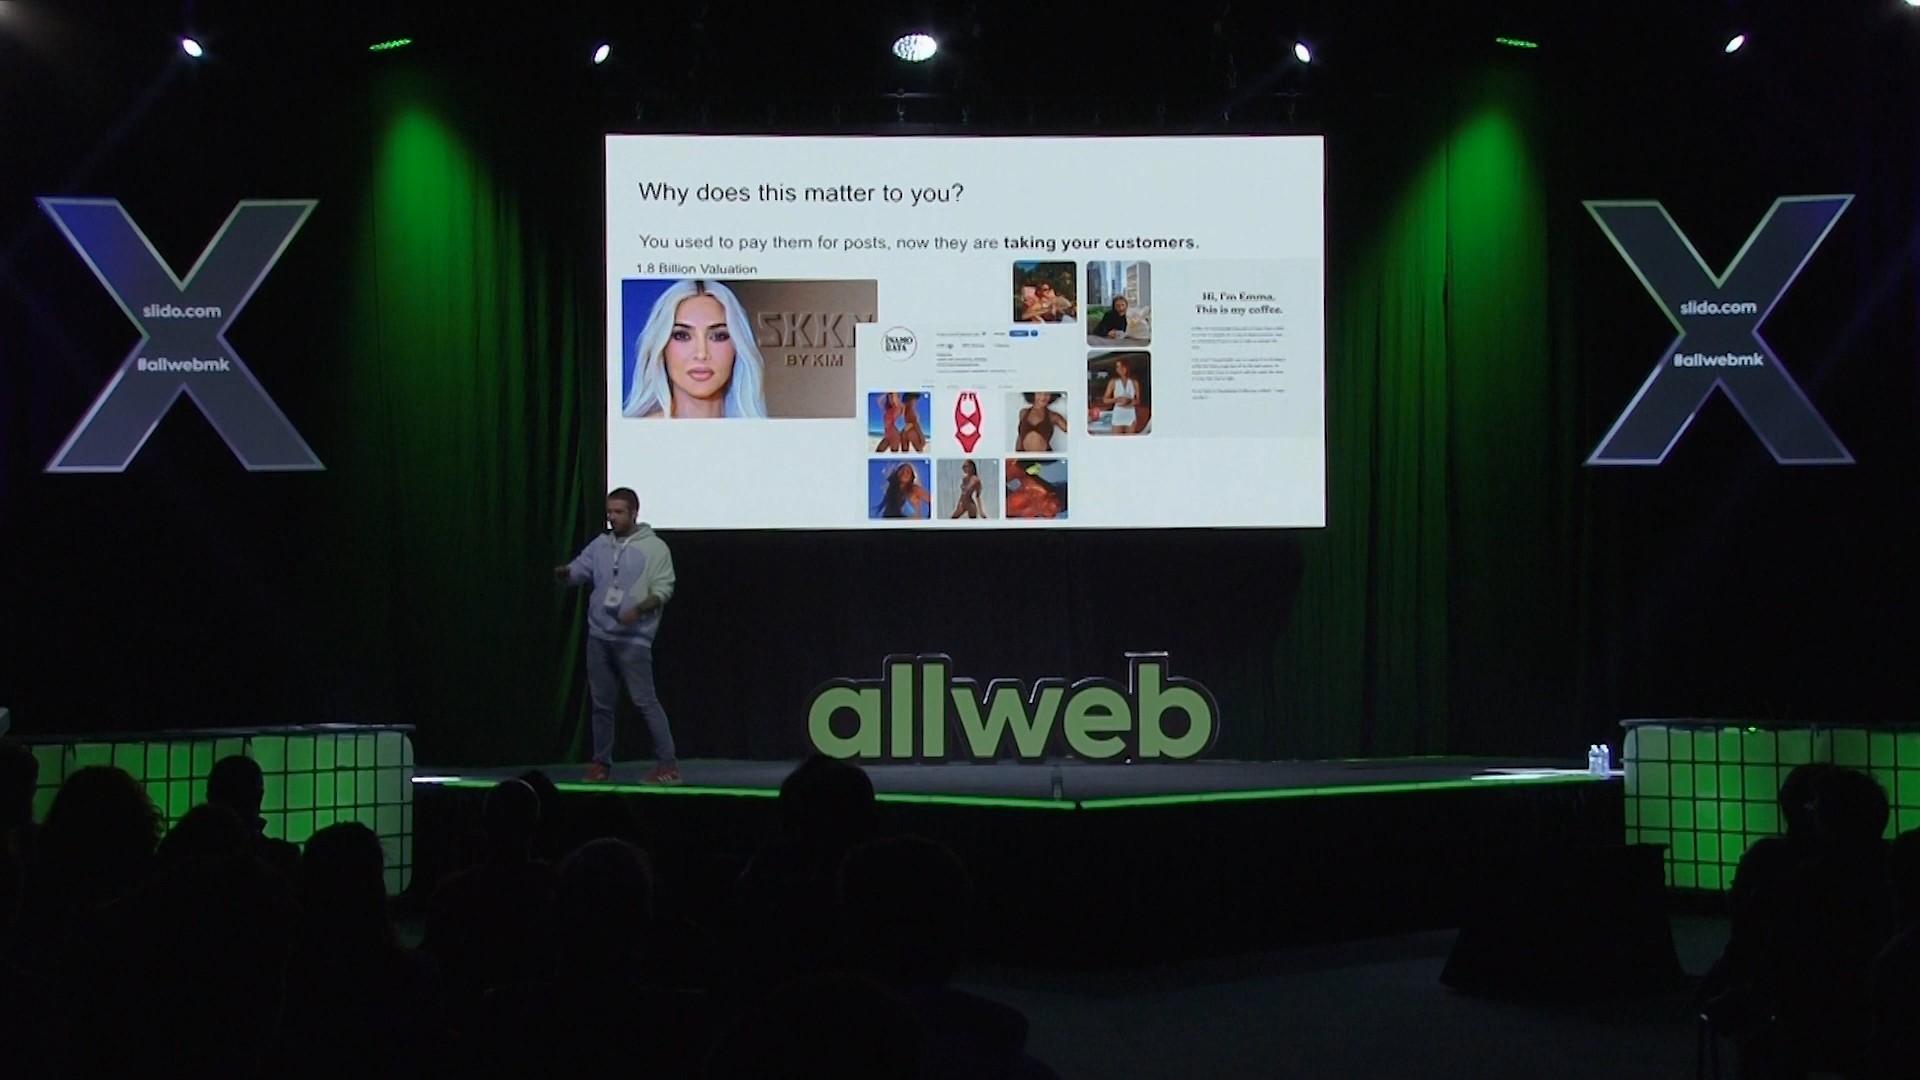 Why does this matter to you?
You used to pay them for posts, now they are taking your customers.
1.8 Billion Valuation
SKKN
BY KIM
INAMO
RATA
Hi, I'm Emma.
This is my coffee.
slido.com
#allwebmk
slido.com
#allwebmk
allweb